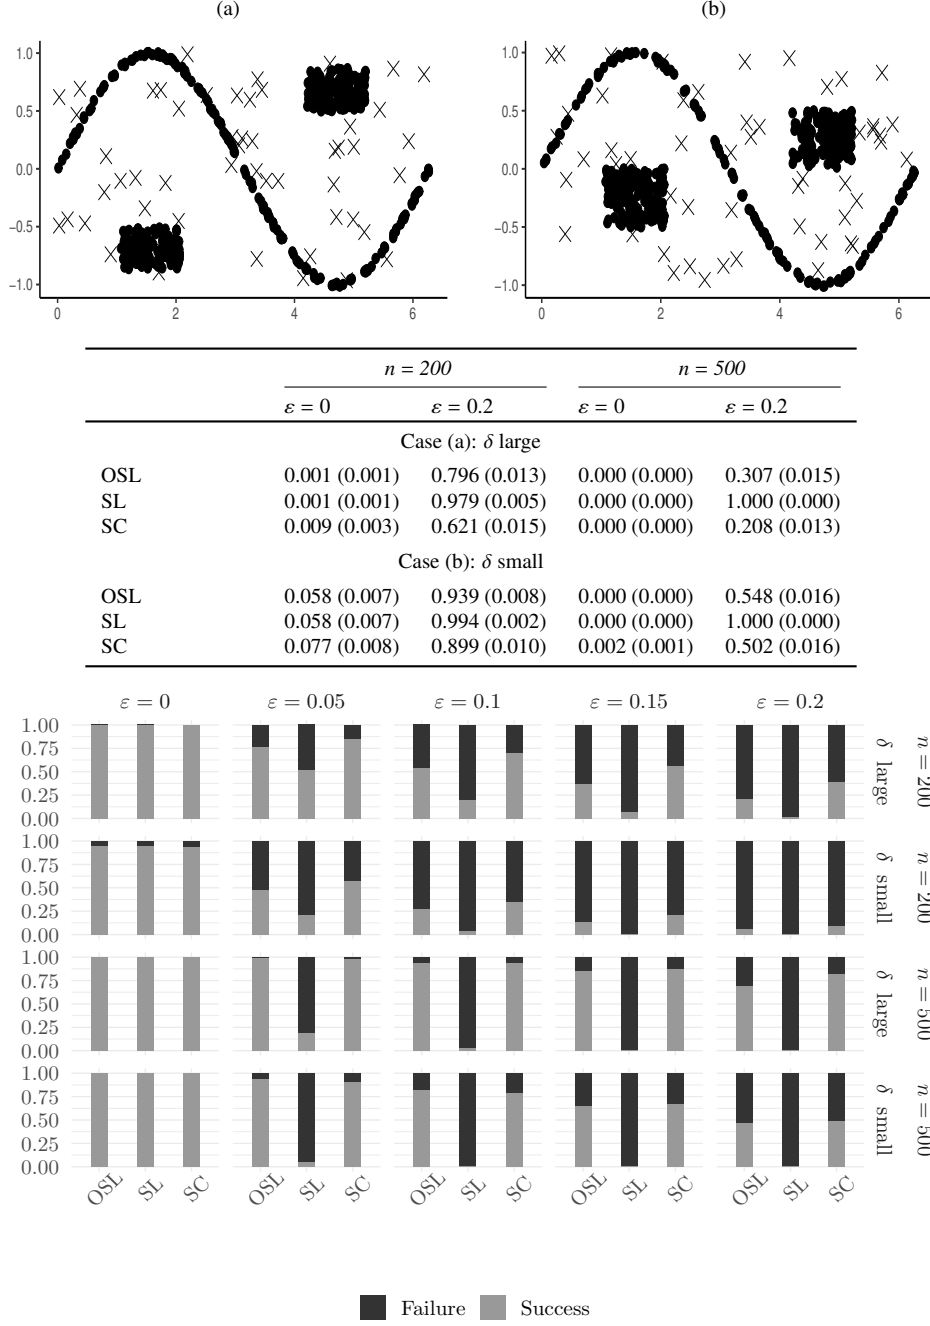 (a) (b)
1.0 1.0
0.5 0.5
0.0 0.0
−0.5 −0.5
−1.0 −1.0
0 2 4 6 0 2 4 6
n = 200 n = 500
ε = 0 ε = 0.2 ε = 0 ε = 0.2
Case (a): δ large
OSL 0.001 (0.001) 0.796 (0.013) 0.000 (0.000) 0.307 (0.015)
SL 0.001 (0.001) 0.979 (0.005) 0.000 (0.000) 1.000 (0.000)
SC 0.009 (0.003) 0.621 (0.015) 0.000 (0.000) 0.208 (0.013)
Case (b): δ small
OSL 0.058 (0.007) 0.939 (0.008) 0.000 (0.000) 0.548 (0.016)
SL 0.058 (0.007) 0.994 (0.002) 0.000 (0.000) 1.000 (0.000)
SC 0.077 (0.008) 0.899 (0.010) 0.002 (0.001) 0.502 (0.016)
ε = 0 ε = 0.05 ε = 0.1 ε = 0.15 ε = 0.2
1.00
0.75
0.50
0.25
0.00
δ large
n = 200
1.00
0.75
0.50
0.25
0.00
δ small
n = 200
1.00
0.75
0.50
0.25
0.00
δ large
n = 500
1.00
0.75
0.50
0.25
0.00
δ small
n = 500
OSL SL SC OSL SL SC OSL SL SC OSL SL SC OSL SL SC
Failure Success